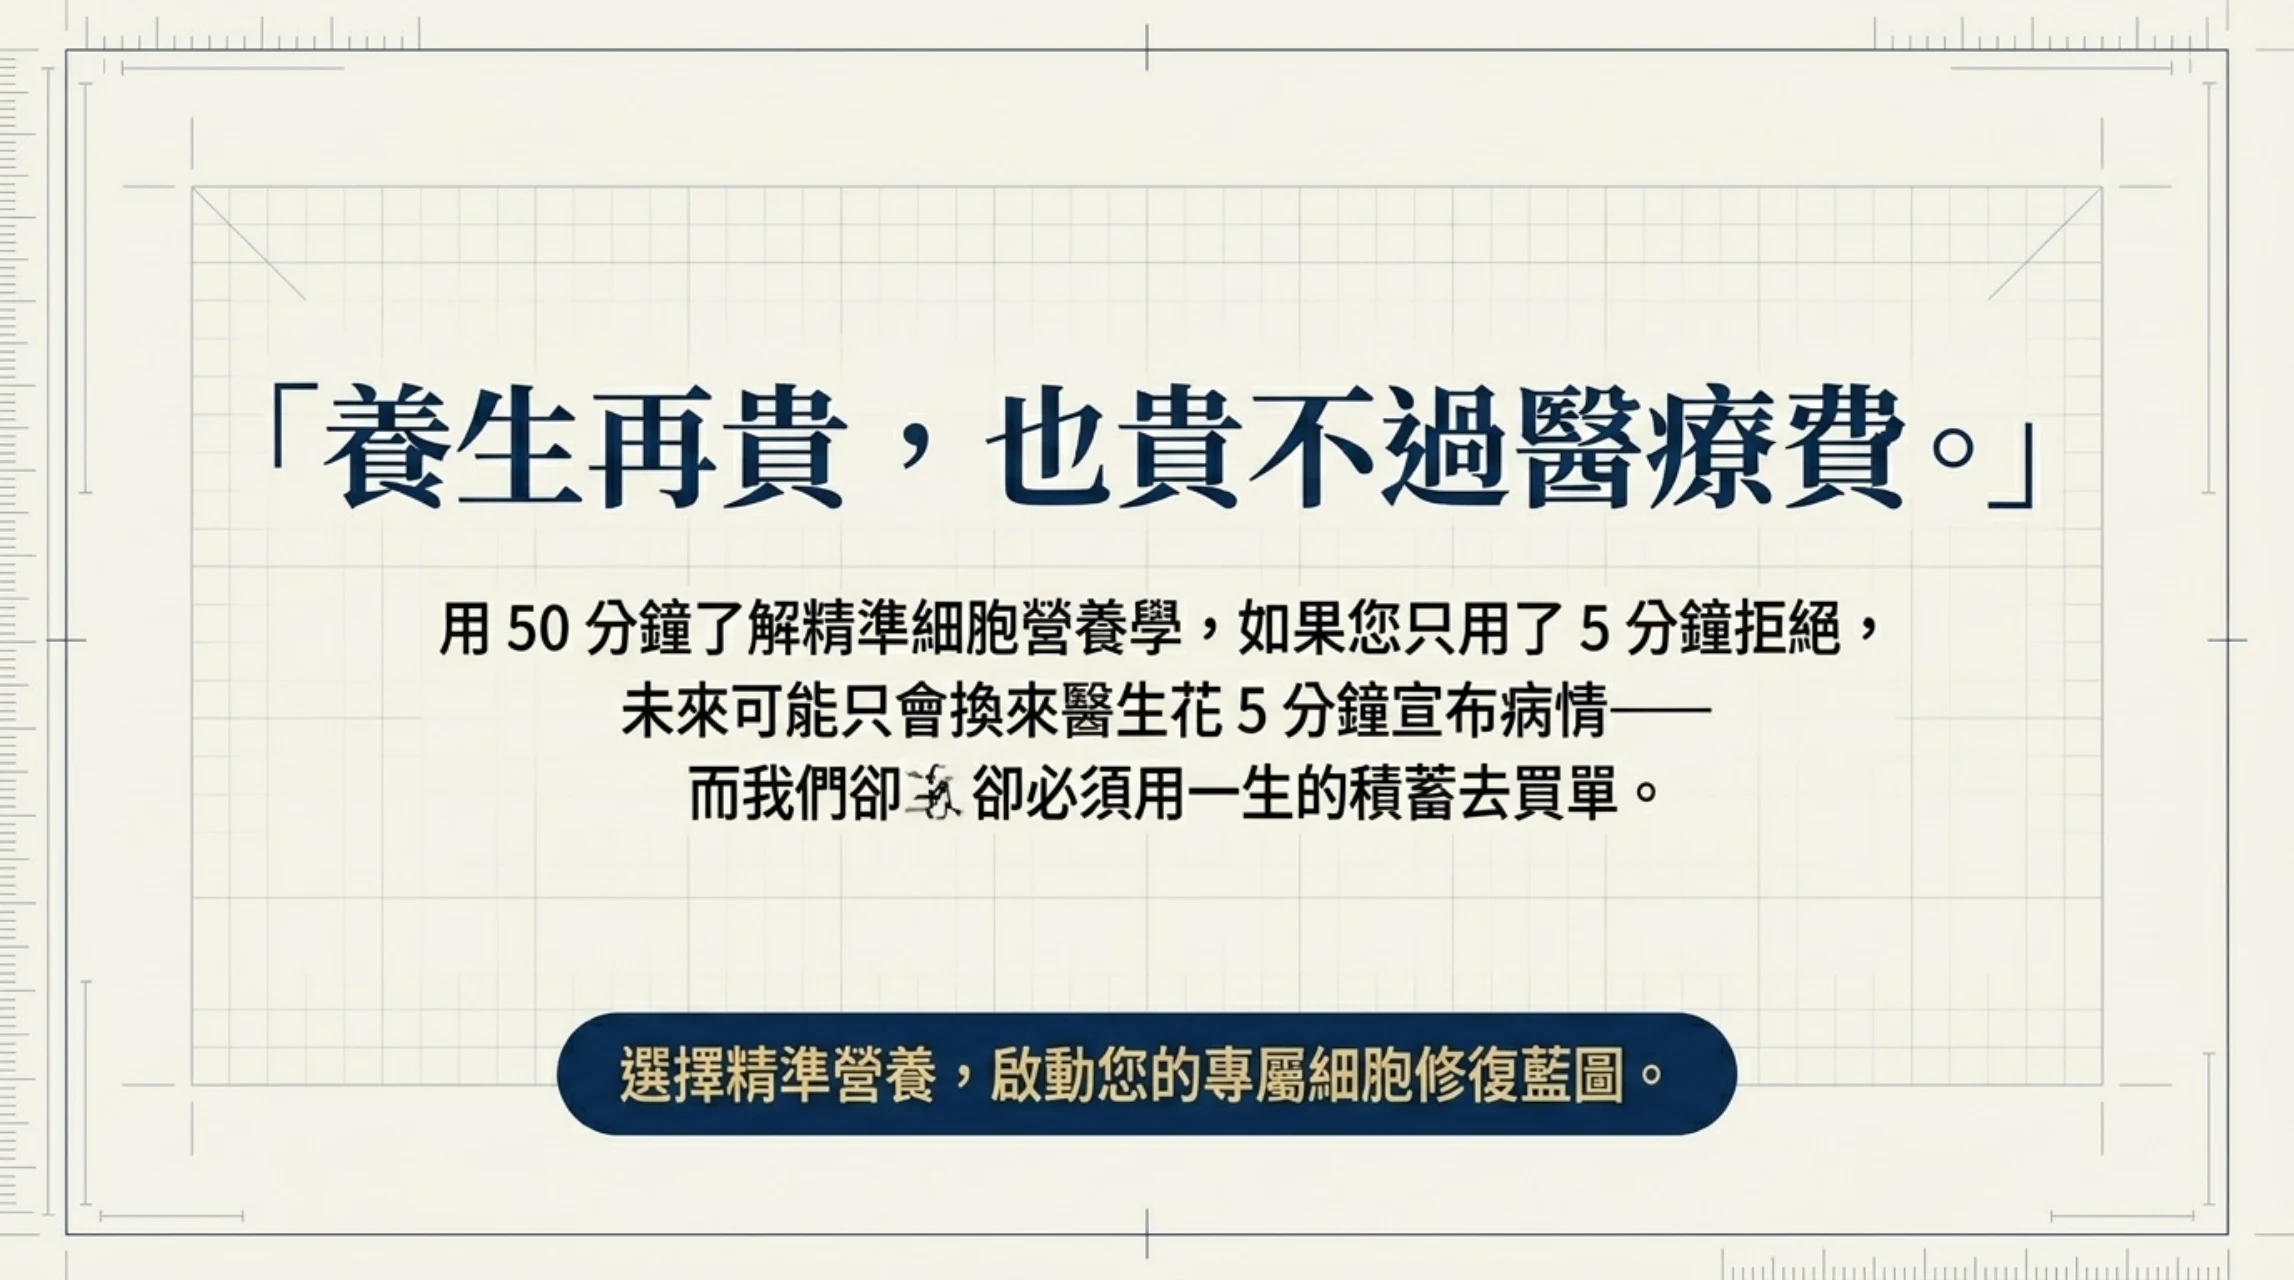 「養生再貴，也貴不過醫療費。」
用 50 分鐘了解精準細胞營養學，如果您只用了 5 分鐘拒絕，
未來可能只會換來醫生花 5 分鐘宣布病情——
而我們卻 卻必須用一生的積蓄去買單。
選擇精準營養，啟動您的專屬細胞修復藍圖。